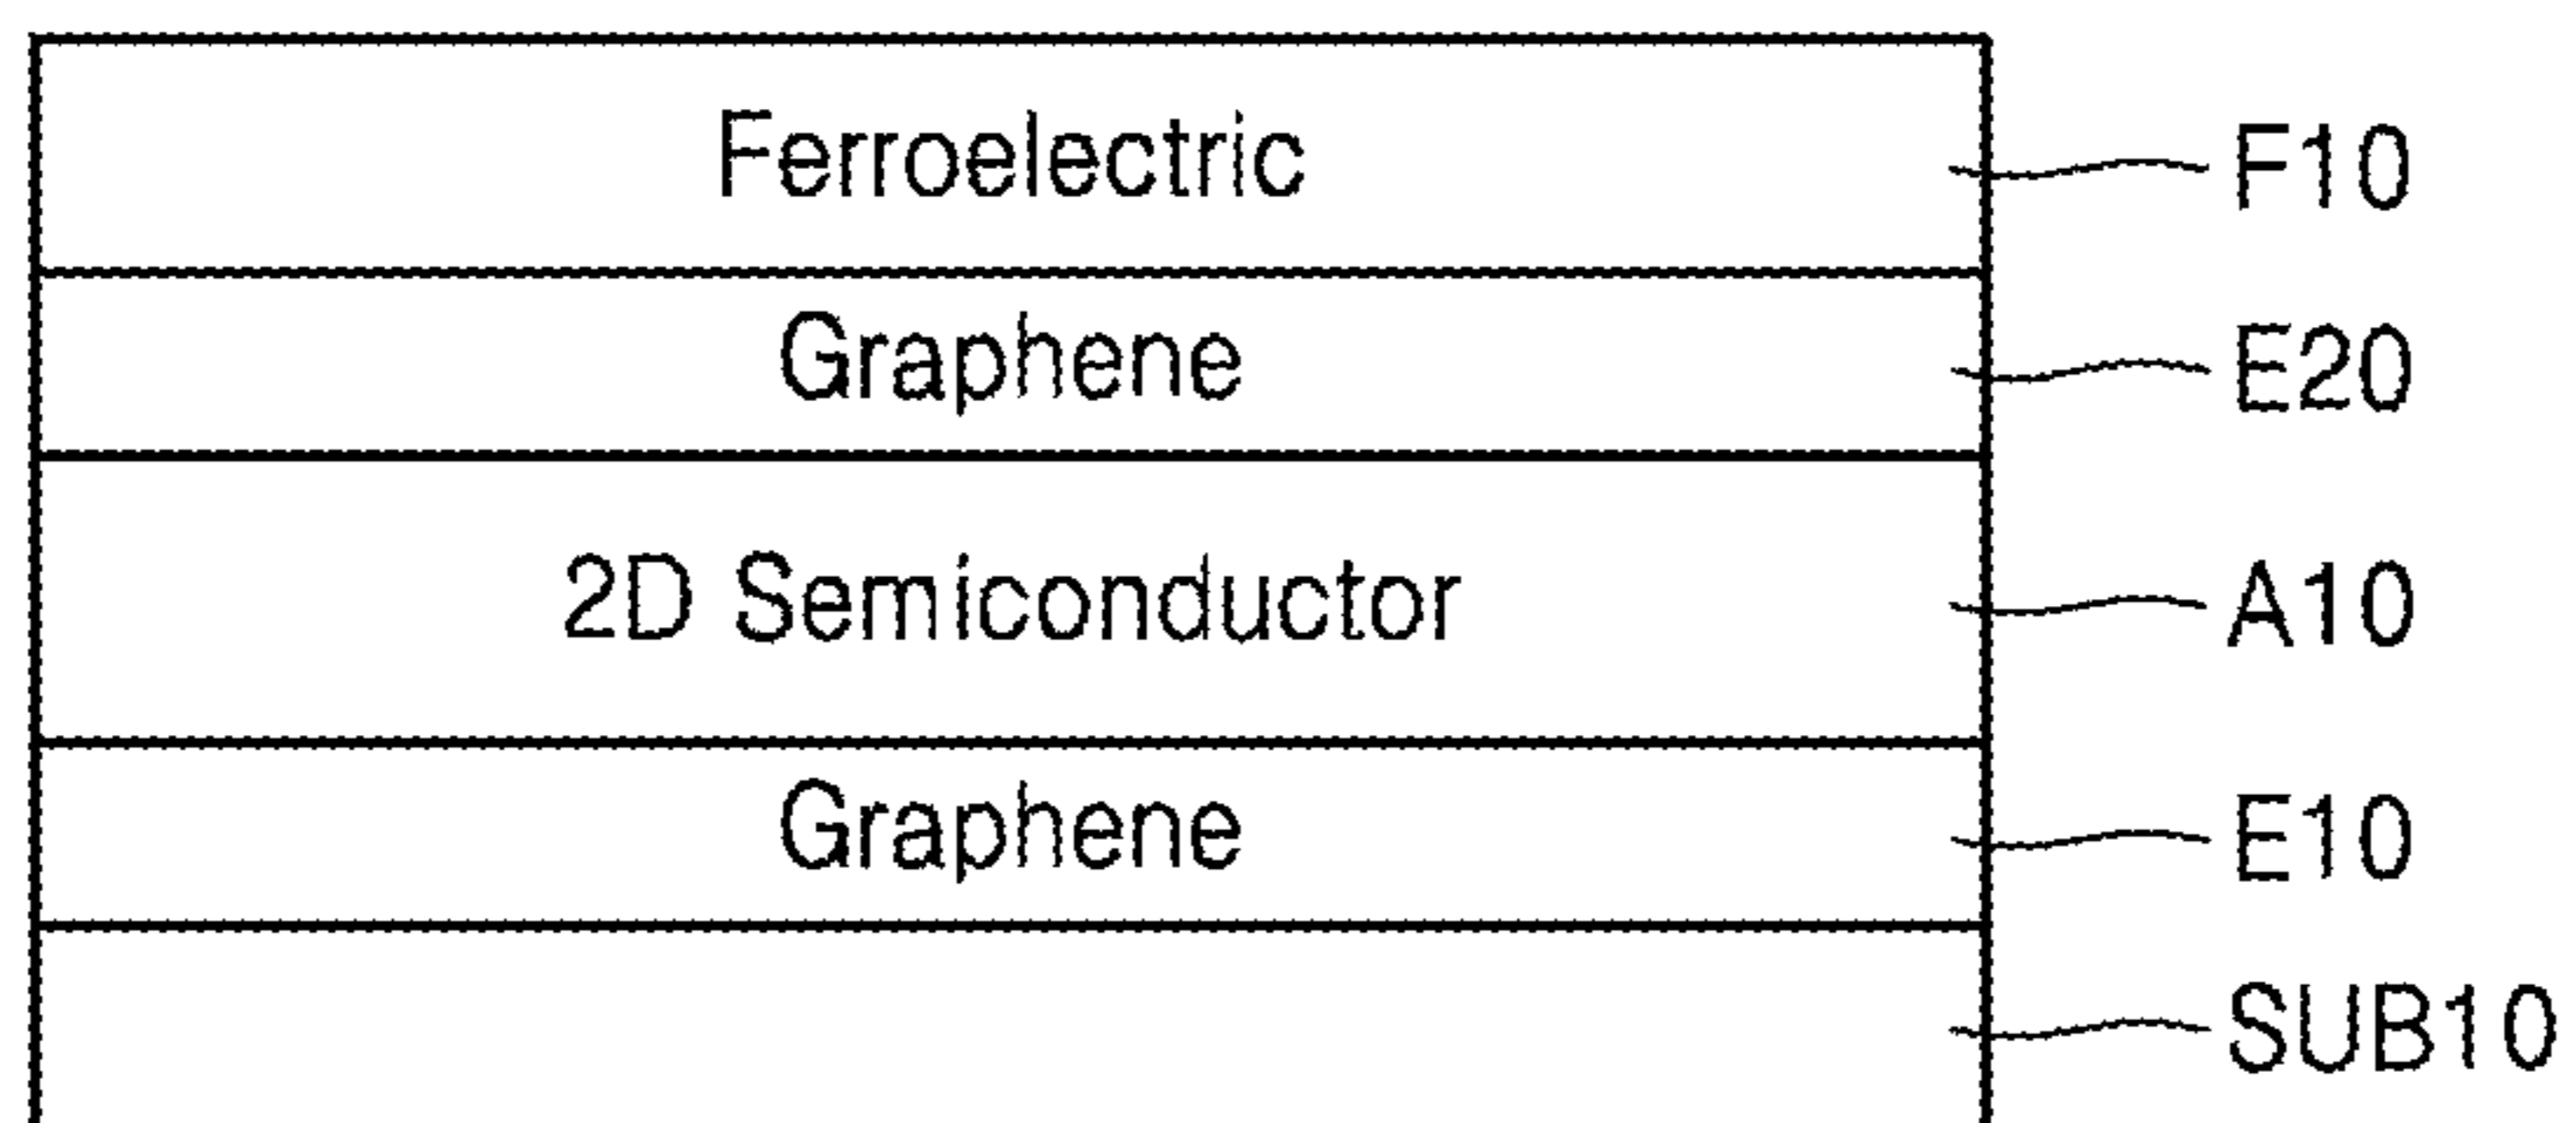 Ferroelectric F10
Graphene E20
2D Semiconductor A10
Graphene E10
SUB10